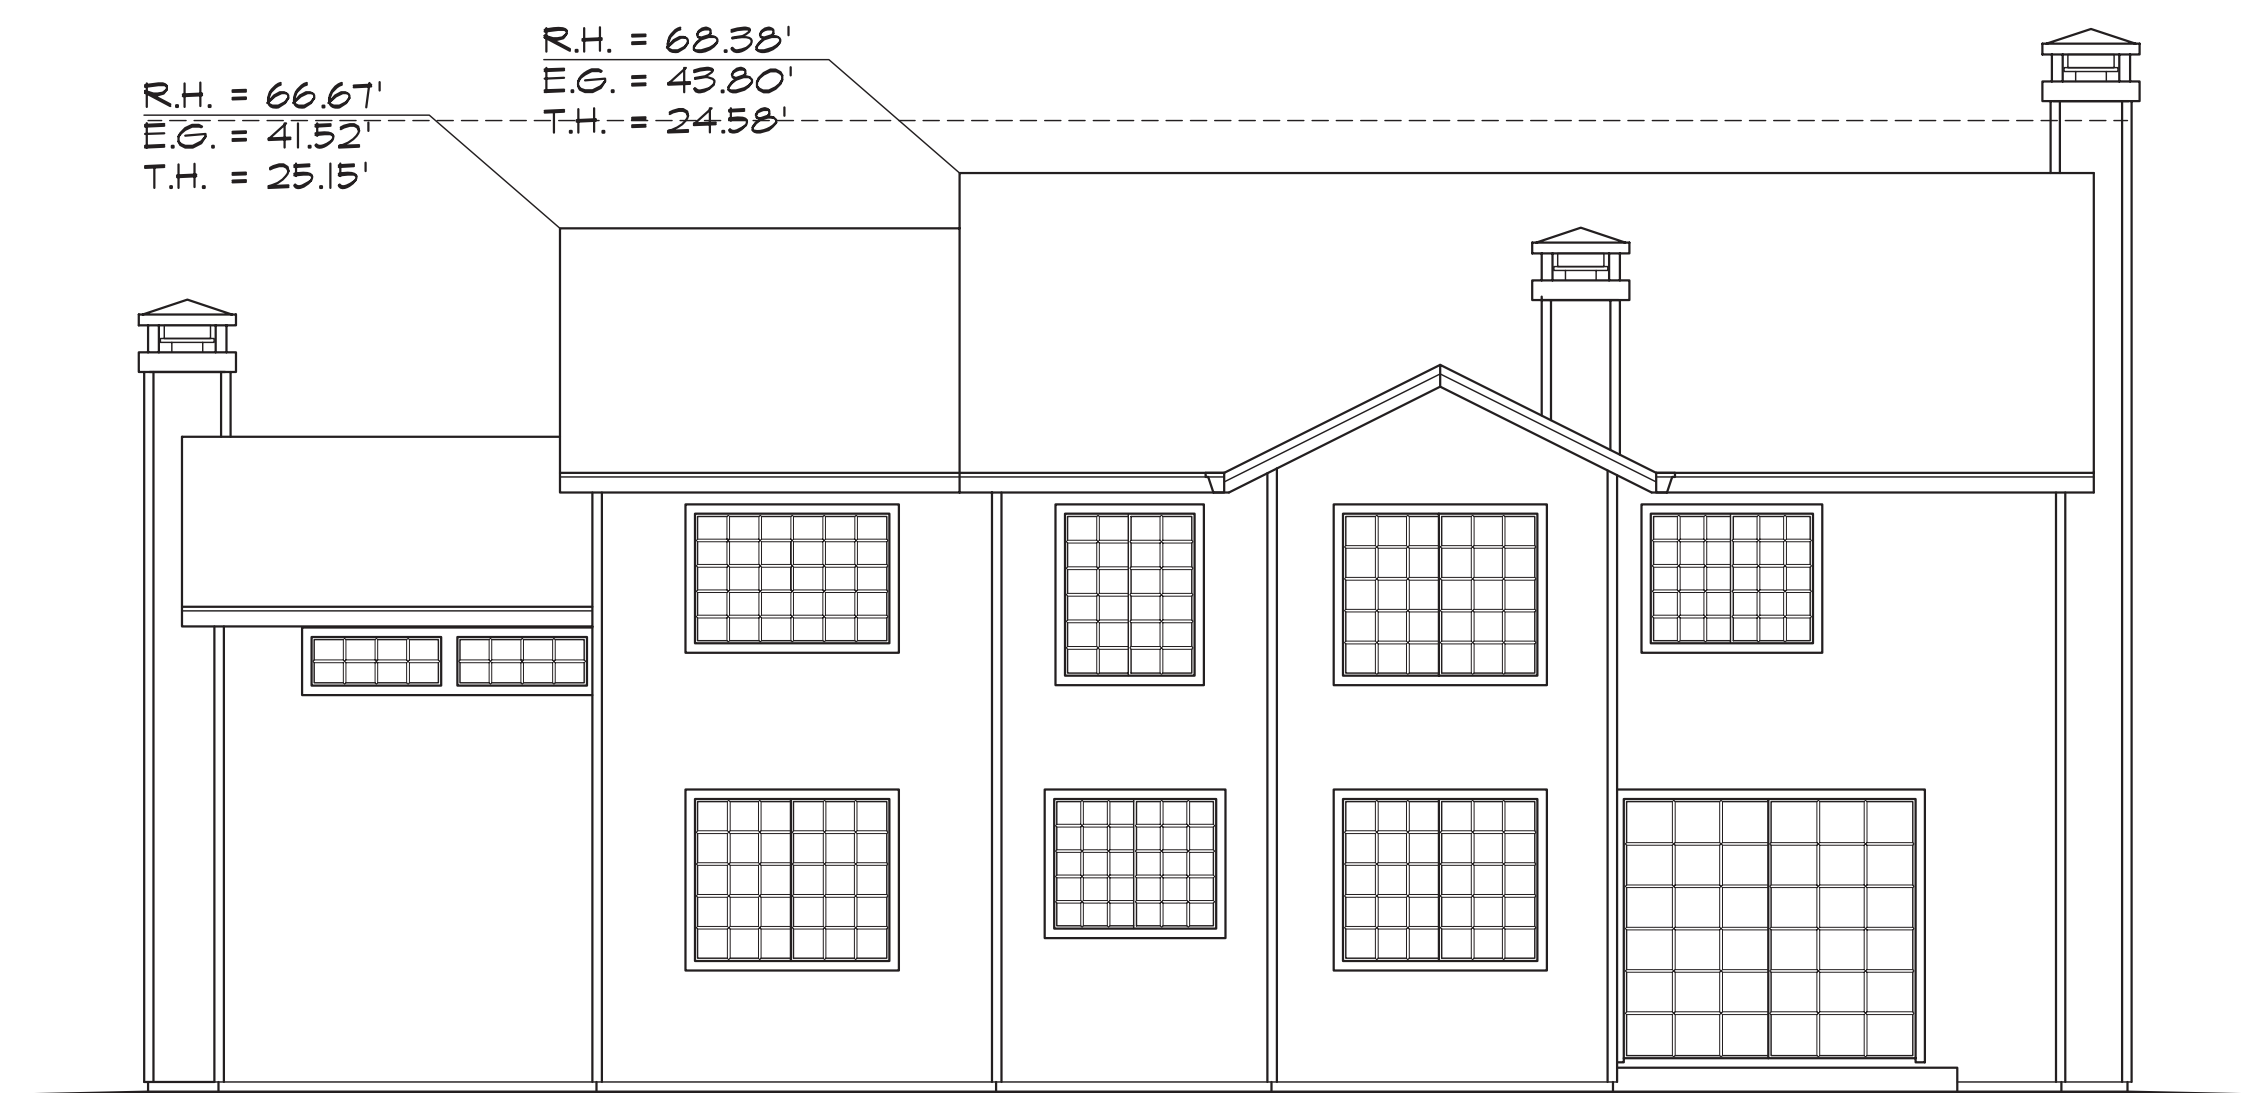 R.H. = 68.38'
E.G. = 43.80'
T.H. = 24.58'
R.H. = 66.67'
E.G. = 41.52'
T.H. = 25.15'